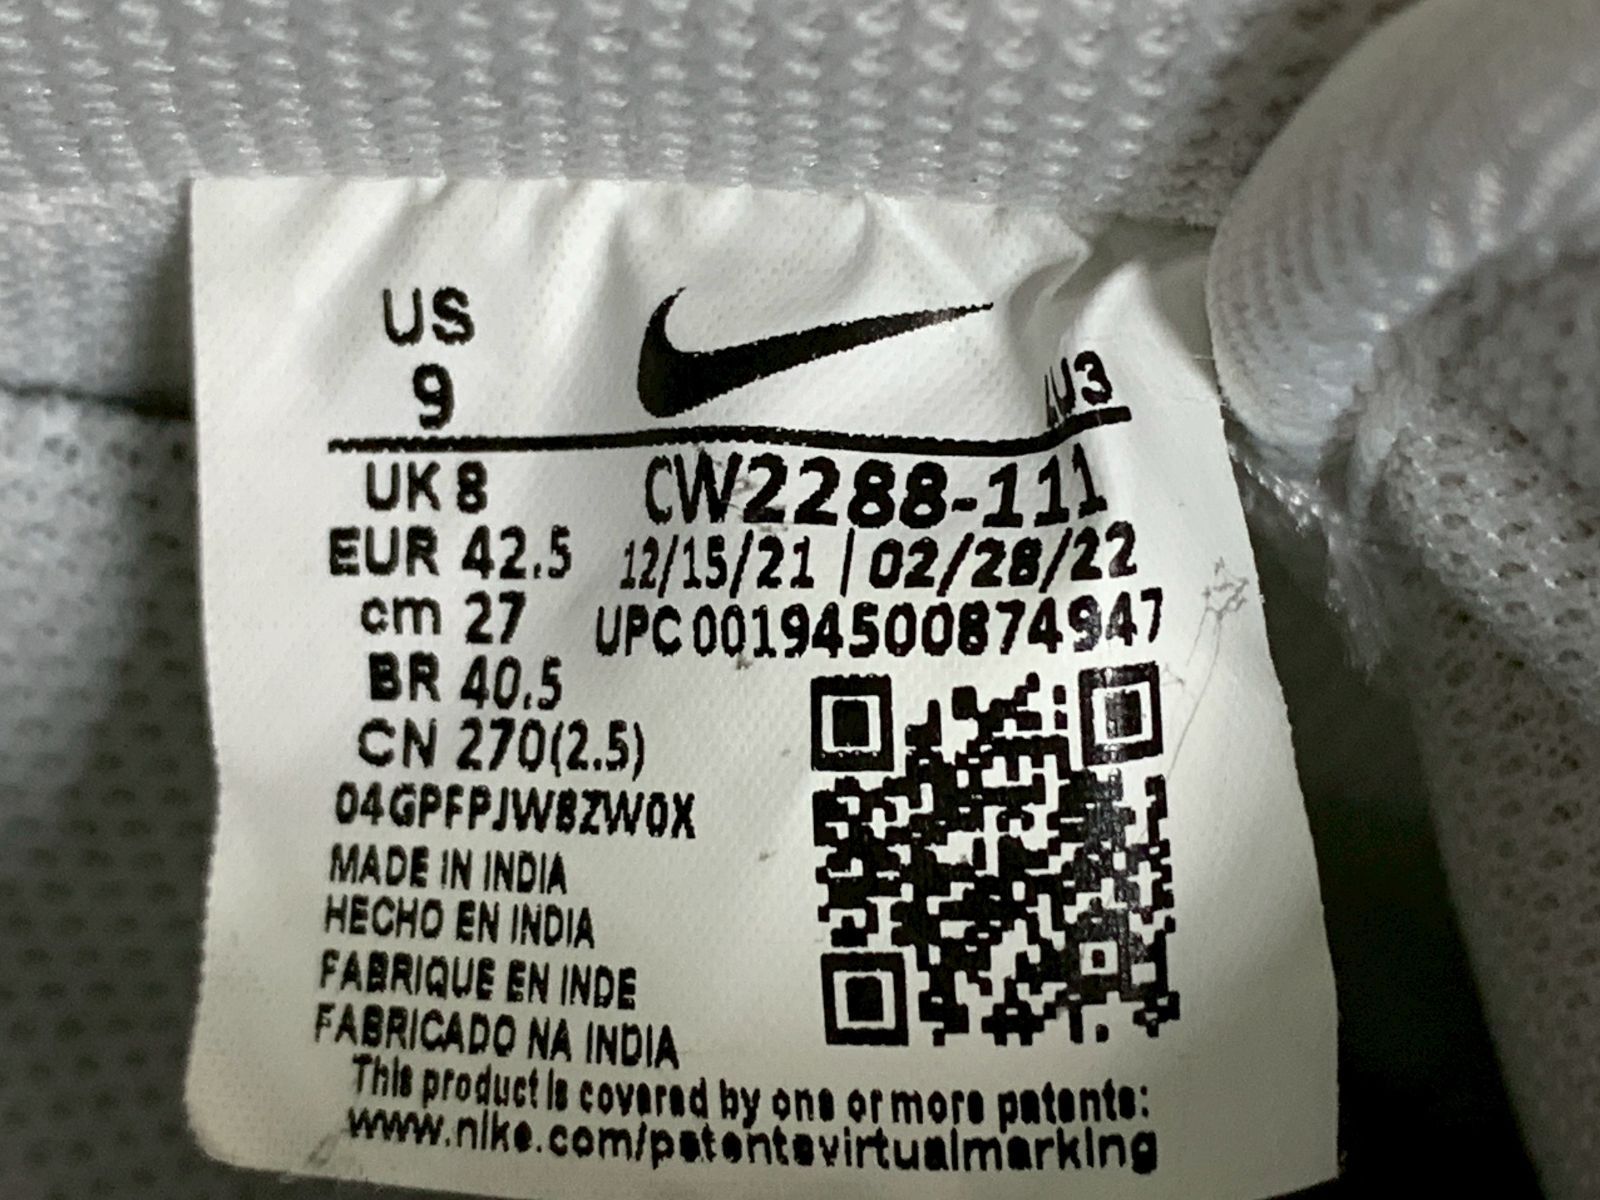 US
9
UK 8
EUR 42.5
cm 27
BR 40.5
CN 270(2.5)
04GPFPJW8ZW0X
MADE IN INDIA
HECHO EN INDIA
FABRIQUE EN INDE
FABRICADO NA INDIA
CW2288-111
12/15/21 | 02/28/22
UPC 00194500874947
This product is covered by one or more patents:
www.nike.com/patentsvirtualmarking